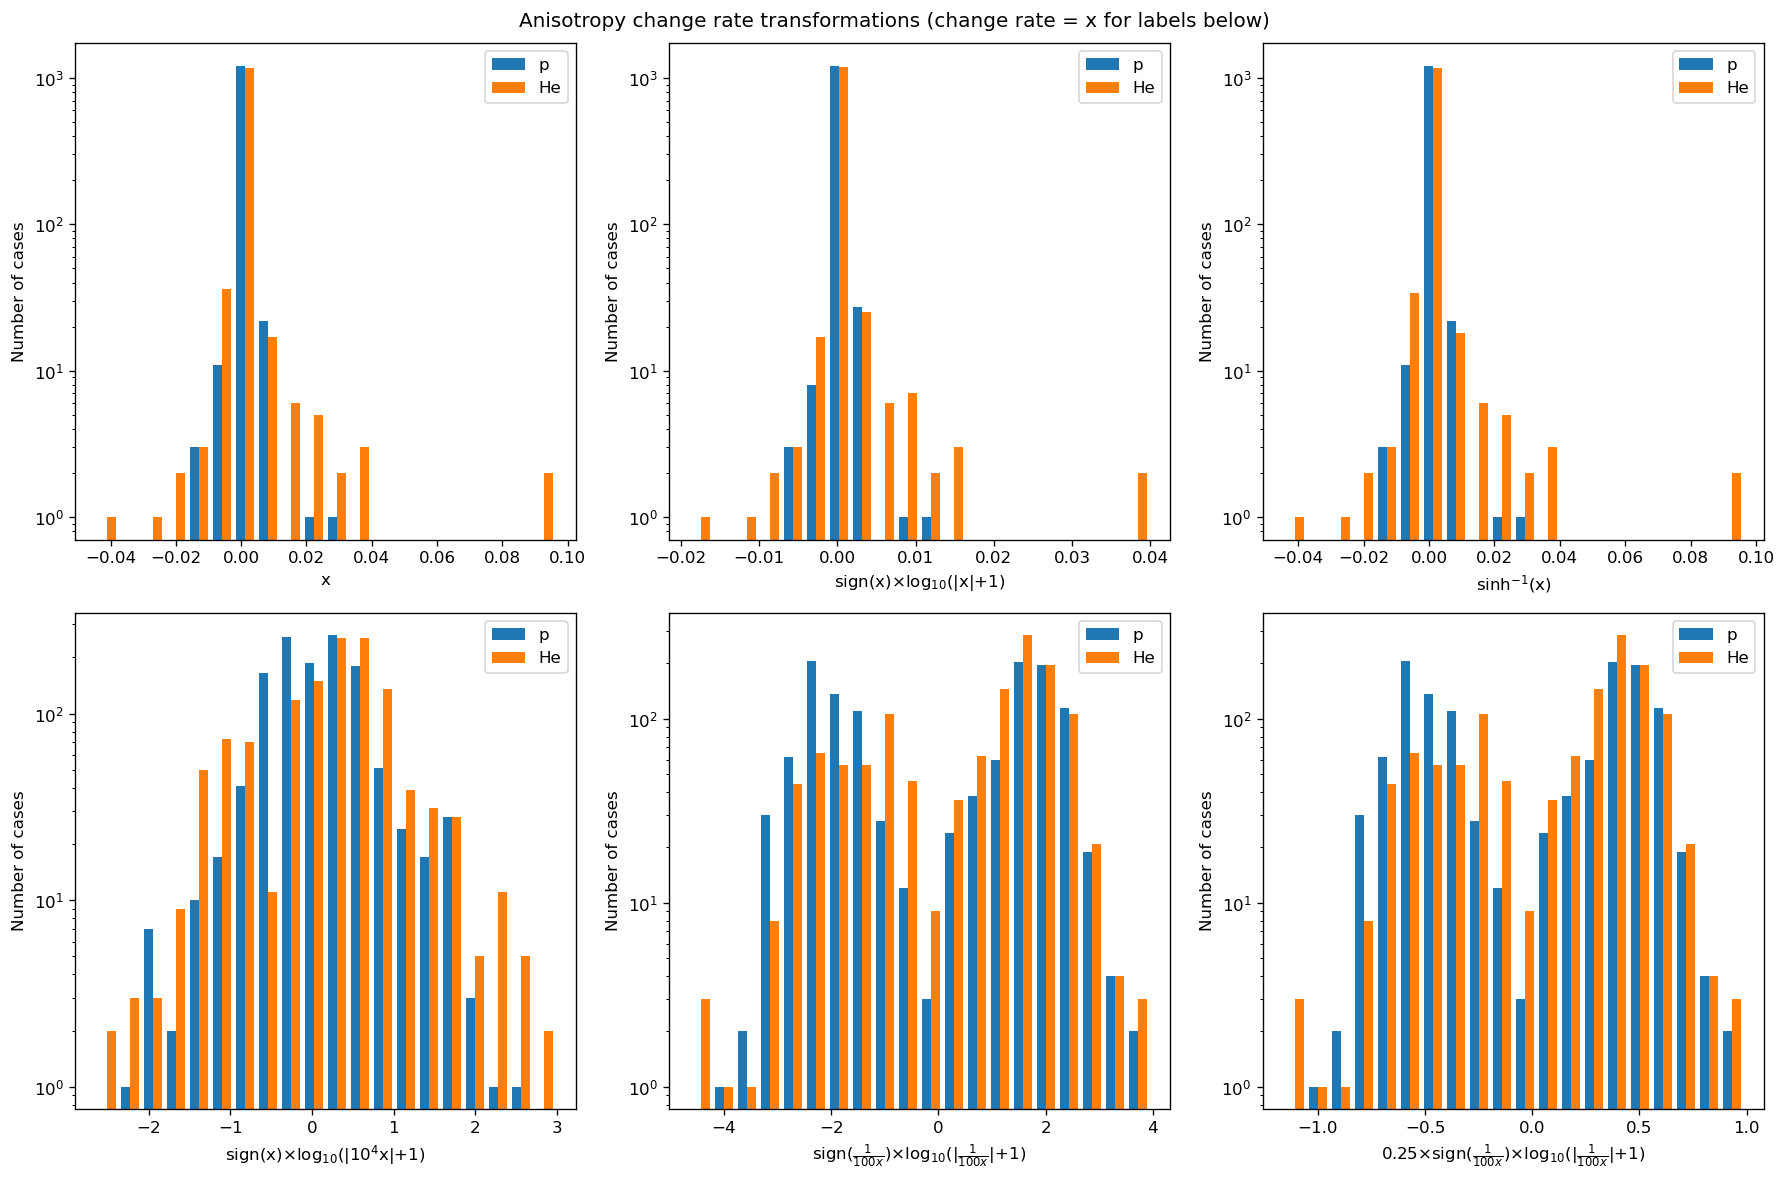 Anisotropy change rate transformations (change rate = x for labels below)
Number of cases
10³
10²
10¹
10⁰
p
He
−0.04 −0.02 0.00 0.02 0.04 0.06 0.08 0.10
x
Number of cases
10³
10²
10¹
10⁰
p
He
−0.02 −0.01 0.00 0.01 0.02 0.03 0.04
sign(x)×log₁₀(|x|+1)
Number of cases
10³
10²
10¹
10⁰
p
He
−0.04 −0.02 0.00 0.02 0.04 0.06 0.08 0.10
sinh⁻¹(x)
Number of cases
10²
10¹
10⁰
p
He
−2 −1 0 1 2 3
sign(x)×log₁₀(|10⁴x|+1)
Number of cases
10²
10¹
10⁰
p
He
−4 −2 0 2 4
sign(1/100x)×log₁₀(|1/100x|+1)
Number of cases
10²
10¹
10⁰
p
He
−1.0 −0.5 0.0 0.5 1.0
0.25×sign(1/100x)×log₁₀(|1/100x|+1)